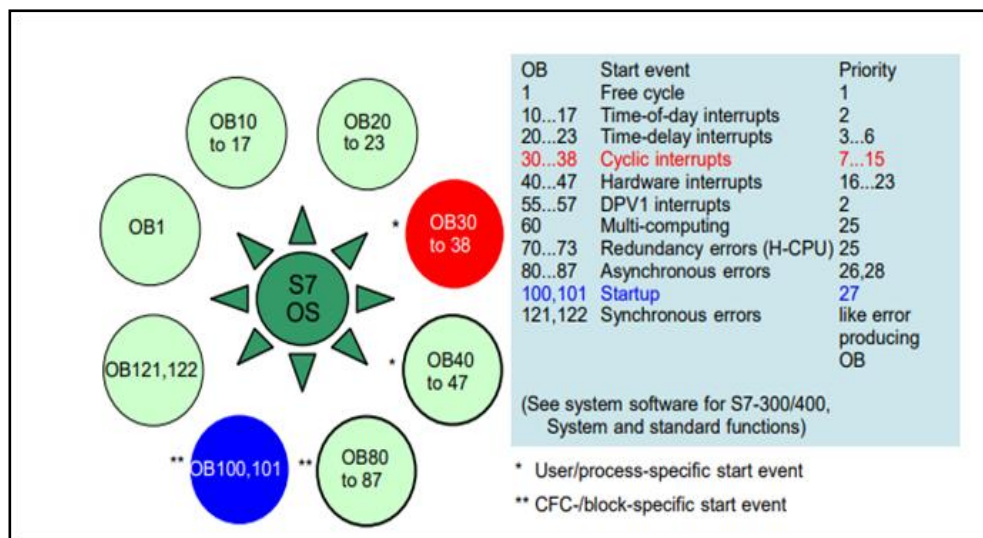 OB10
to 17
OB20
to 23
OB1
* OB30
to 38
S7
OS
OB121,122
* OB40
to 47
** OB100,101
** OB80
to 87
OB Start event Priority
1 Free cycle 1
10...17 Time-of-day interrupts 2
20...23 Time-delay interrupts 3...6
30...38 Cyclic interrupts 7...15
40...47 Hardware interrupts 16...23
55...57 DPV1 interrupts 2
60 Multi-computing 25
70...73 Redundancy errors (H-CPU) 25
80...87 Asynchronous errors 26,28
100,101 Startup 27
121,122 Synchronous errors like error
producing
OB
(See system software for S7-300/400,
System and standard functions)
* User/process-specific start event
** CFC-/block-specific start event